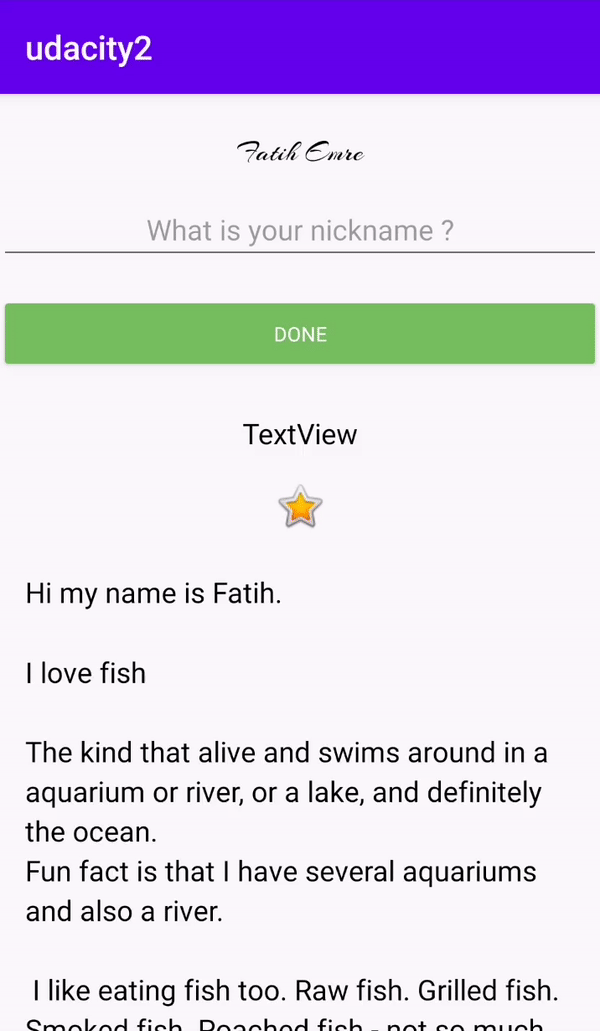 udacity2
Fatih Emre
What is your nickname ?
DONE
TextView
Hi my name is Fatih.
I love fish
The kind that alive and swims around in a
aquarium or river, or a lake, and definitely
the ocean.
Fun fact is that I have several aquariums
and also a river.
I like eating fish too. Raw fish. Grilled fish.
Smoked fish. Poached fish - not so much